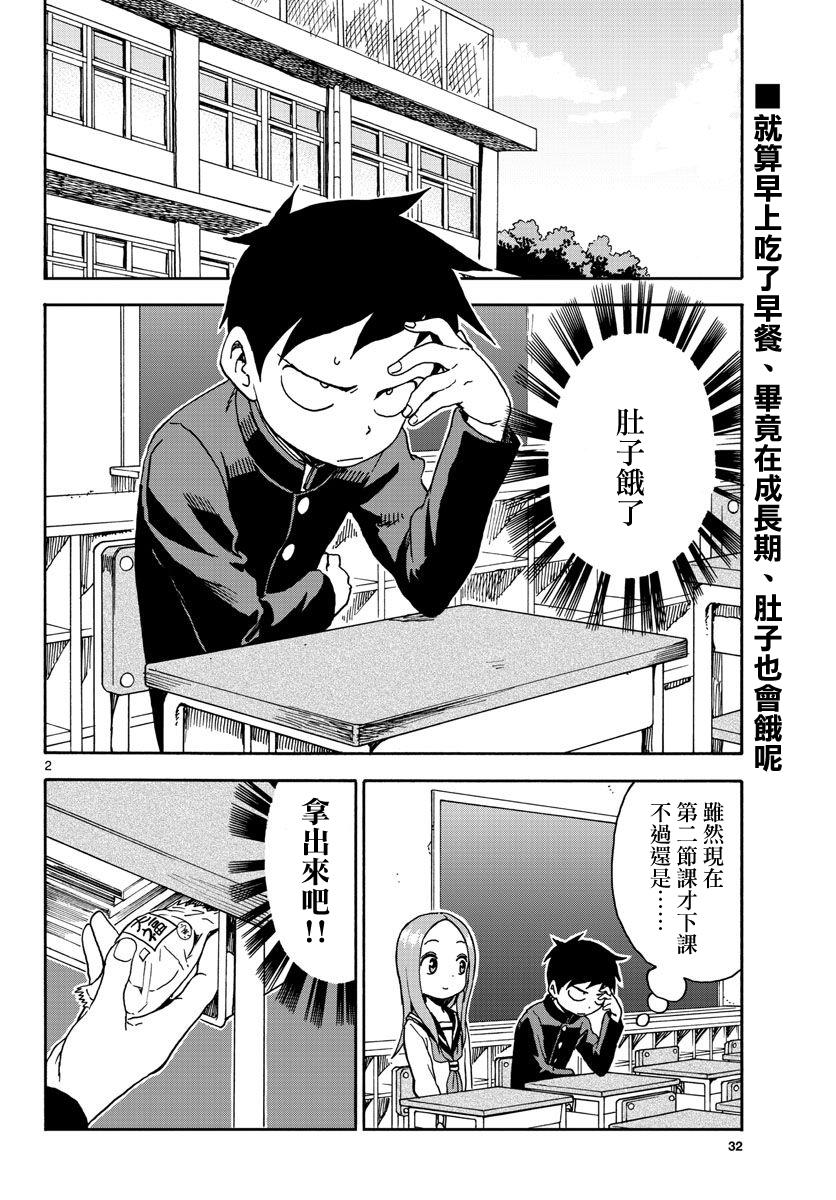 ■就算早上吃了早餐、畢竟在成長期、肚子也會餓呢
肚子餓了
2
雖然現在
第二節課才下課
不過還是……
拿出來吧!!
32